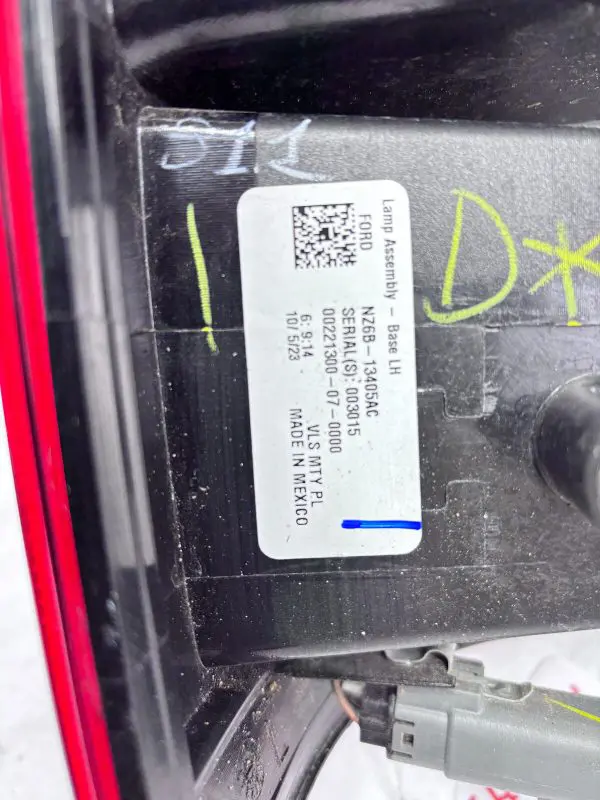 311
D*
Lamp Assembly - Base LH
FORD
NZ6B-13405AC
SERIAL(S): 003015
00221300-07-0000
6: 9:14
VLS MTY PL
10/ 5/23
MADE IN MEXICO